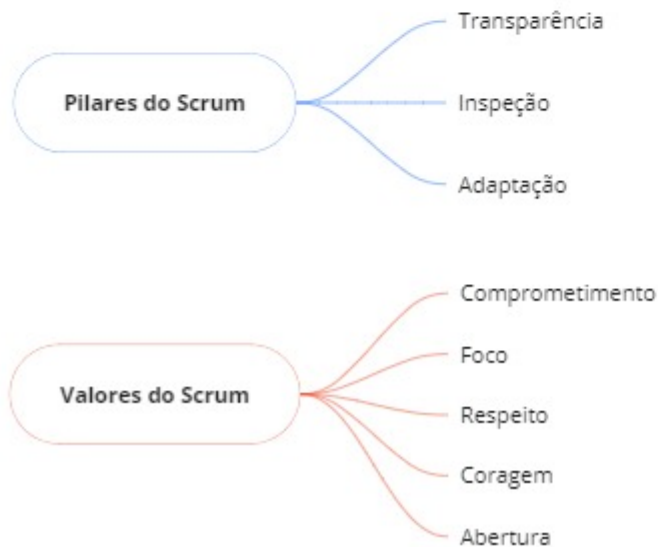 Pilares do Scrum
Transparência
Inspeção
Adaptação
Valores do Scrum
Comprometimento
Foco
Respeito
Coragem
Abertura